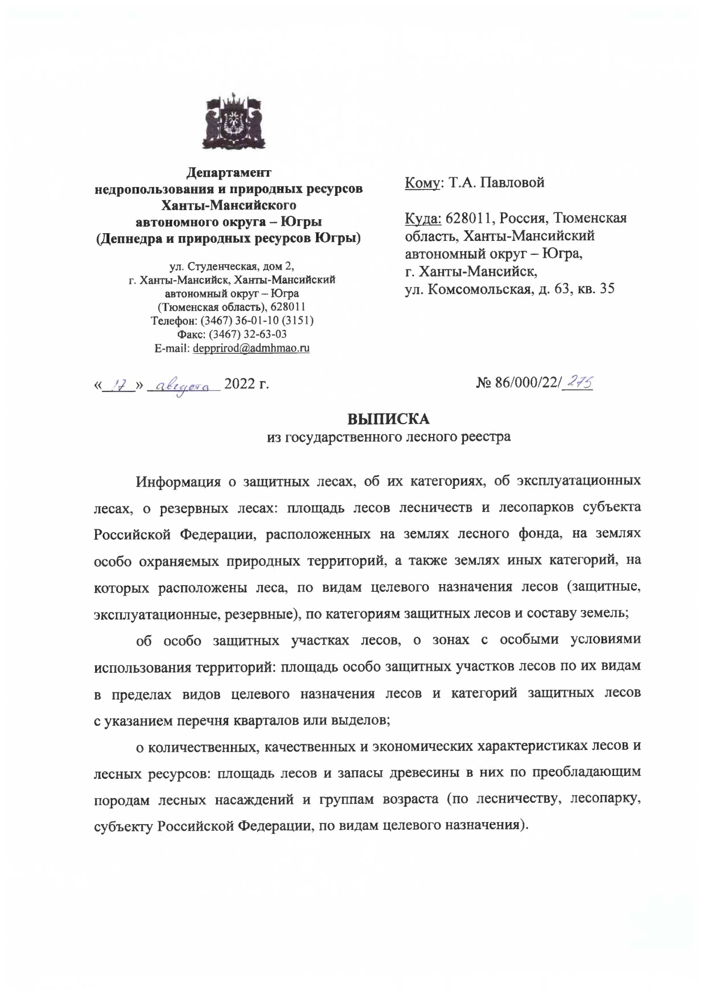 Департамент
недропользования и природных ресурсов
Ханты-Мансийского
автономного округа – Югры
(Депнедра и природных ресурсов Югры)
ул. Студенческая, дом 2,
г. Ханты-Мансийск, Ханты-Мансийский
автономный округ – Югра
(Тюменская область), 628011
Телефон: (3467) 36-01-10 (3151)
Факс: (3467) 32-63-03
E-mail: depprirod@admhmao.ru
Кому: Т.А. Павловой
Куда: 628011, Россия, Тюменская
область, Ханты-Мансийский
автономный округ – Югра,
г. Ханты-Мансийск,
ул. Комсомольская, д. 63, кв. 35
«17» августа 2022 г.
№ 86/000/22/275
ВЫПИСКА
из государственного лесного реестра
Информация о защитных лесах, об их категориях, об эксплуатационных
лесах, о резервных лесах: площадь лесов лесничеств и лесопарков субъекта
Российской Федерации, расположенных на землях лесного фонда, на землях
особо охраняемых природных территорий, а также землях иных категорий, на
которых расположены леса, по видам целевого назначения лесов (защитные,
эксплуатационные, резервные), по категориям защитных лесов и составу земель;
об особо защитных участках лесов, о зонах с особыми условиями
использования территорий: площадь особо защитных участков лесов по их видам
в пределах видов целевого назначения лесов и категорий защитных лесов
с указанием перечня кварталов или выделов;
о количественных, качественных и экономических характеристиках лесов и
лесных ресурсов: площадь лесов и запасы древесины в них по преобладающим
породам лесных насаждений и группам возраста (по лесничеству, лесопарку,
субъекту Российской Федерации, по видам целевого назначения).